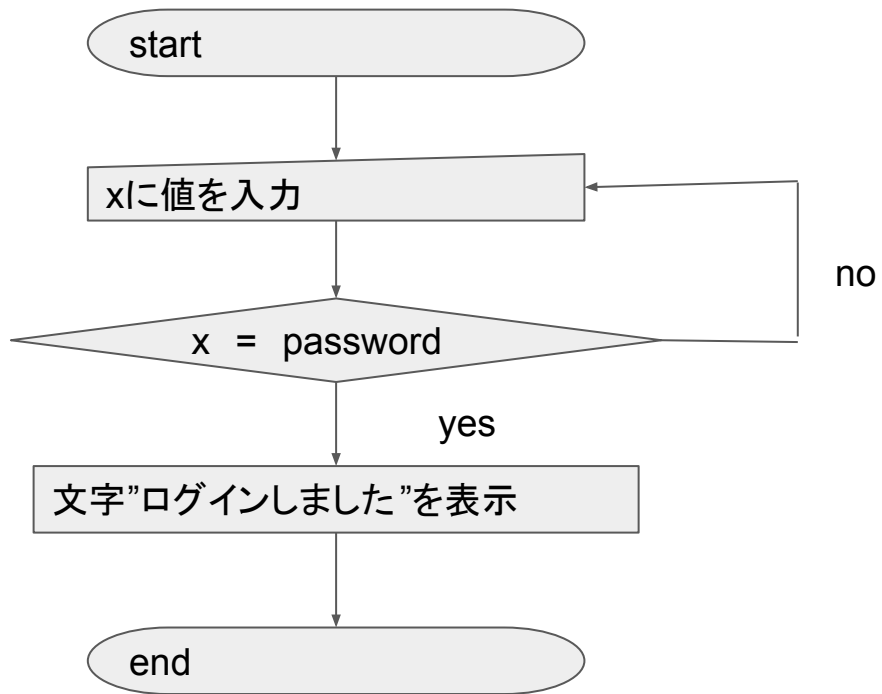 start
xに値を入力
no
x = password
yes
文字”ログインしました”を表示
end